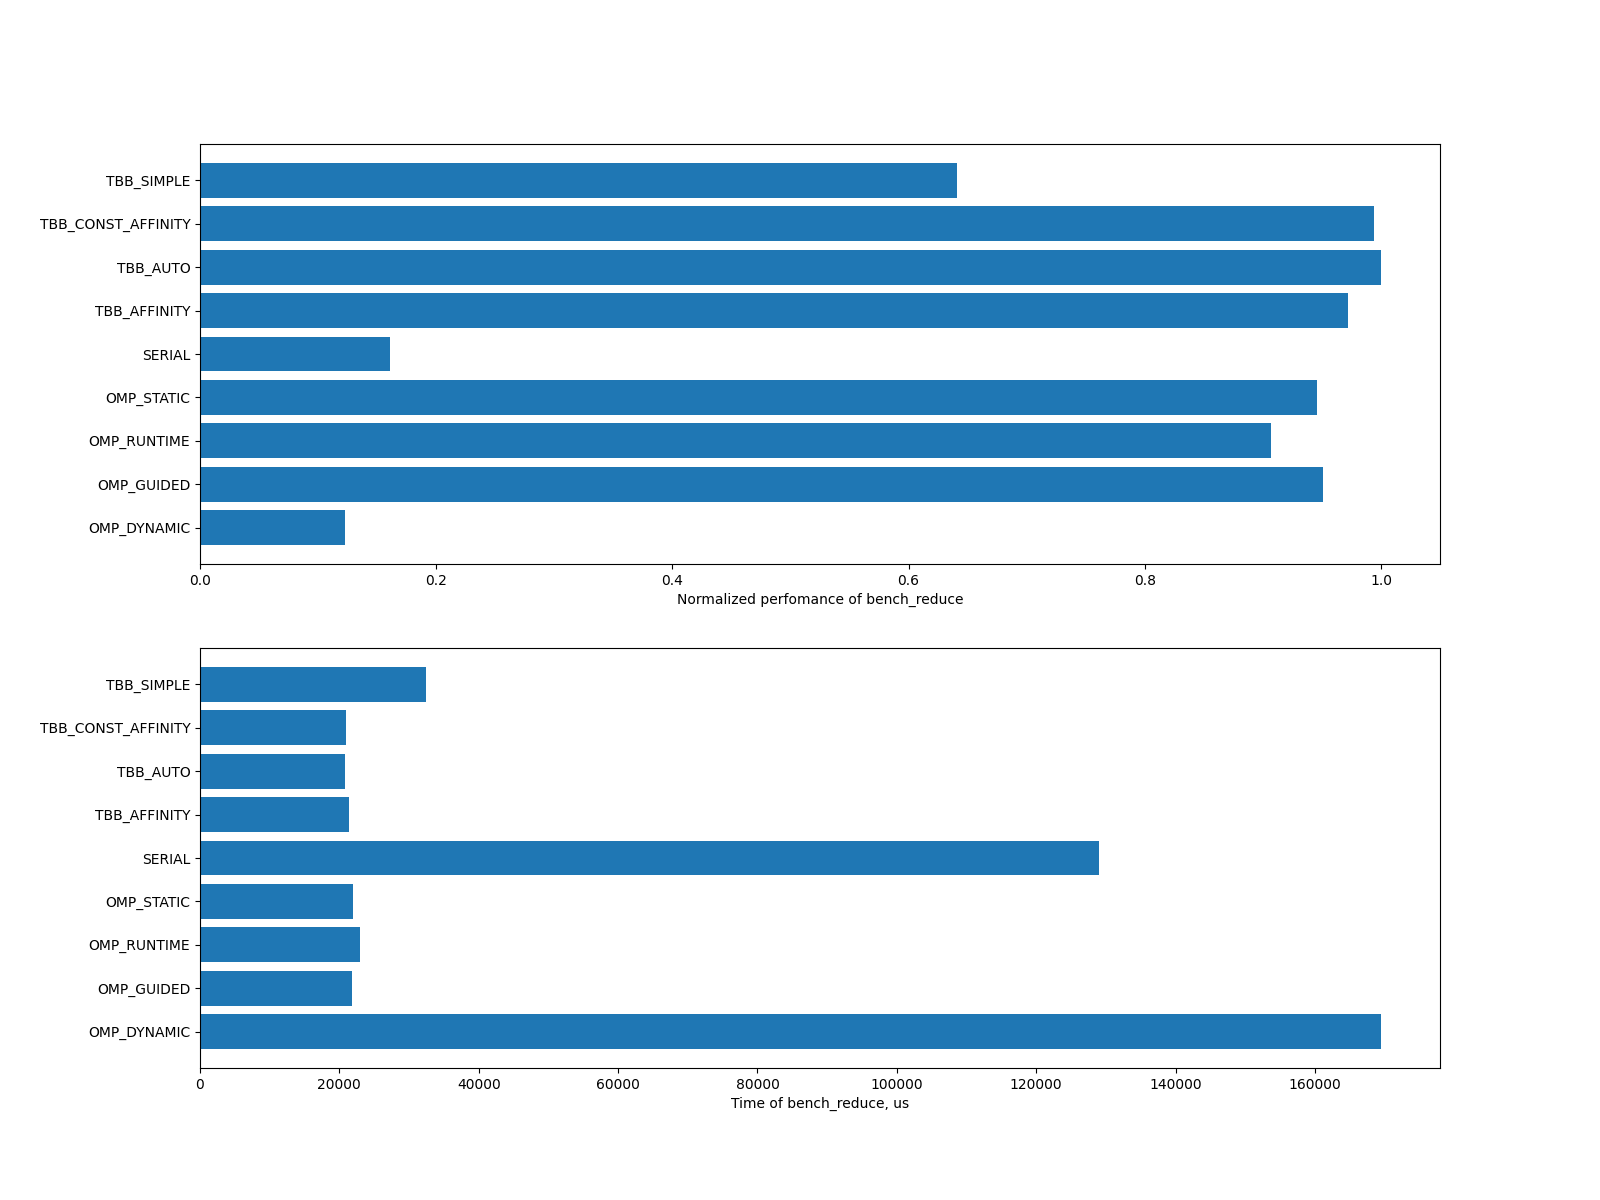 TBB_SIMPLE
TBB_CONST_AFFINITY
TBB_AUTO
TBB_AFFINITY
SERIAL
OMP_STATIC
OMP_RUNTIME
OMP_GUIDED
OMP_DYNAMIC
0.0 0.2 0.4 0.6 0.8 1.0
Normalized perfomance of bench_reduce
TBB_SIMPLE
TBB_CONST_AFFINITY
TBB_AUTO
TBB_AFFINITY
SERIAL
OMP_STATIC
OMP_RUNTIME
OMP_GUIDED
OMP_DYNAMIC
0 20000 40000 60000 80000 100000 120000 140000 160000
Time of bench_reduce, us